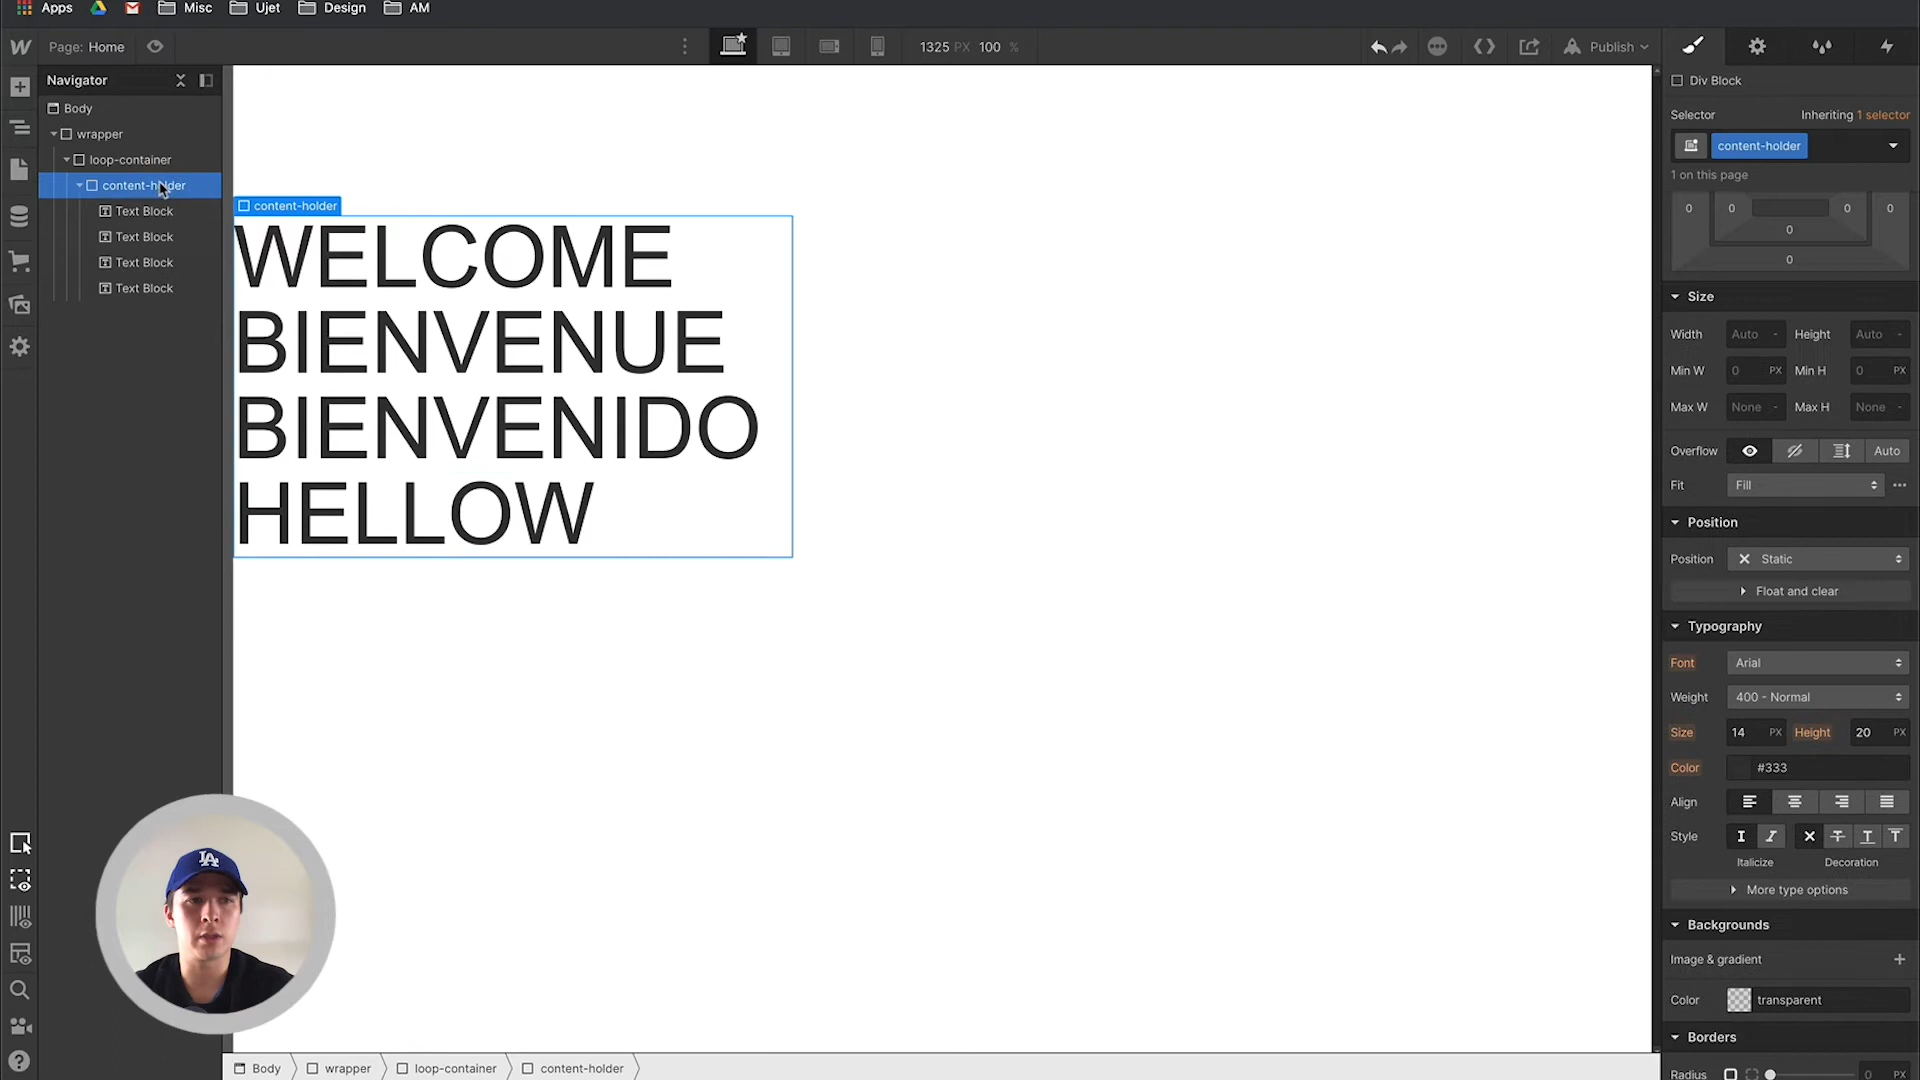 Apps
Misc
Ujet
Design
AM
Page: Home
1325 PX 100 %
Publish
Navigator
Body
wrapper
loop-container
content-holder
Text Block
Text Block
Text Block
Text Block
content-holder
WELCOME
BIENVENUE
BIENVENIDO
HELLOW
LA
Div Block
Selector
Inheriting 1 selector
content-holder
1 on this page
0
0
0
0
0
0
Size
Width Auto - Height Auto -
Min W 0 PX Min H 0 PX
Max W None - Max H None -
Overflow Auto
Fit Fill
Position
Position Static
Float and clear
Typography
Font Arial
Weight 400 - Normal
Size 14 PX Height 20 PX
Color #333
Align
Style
Italicize Decoration
More type options
Backgrounds
Image & gradient
Color transparent
Borders
Radius 0 PX
Body wrapper loop-container content-holder